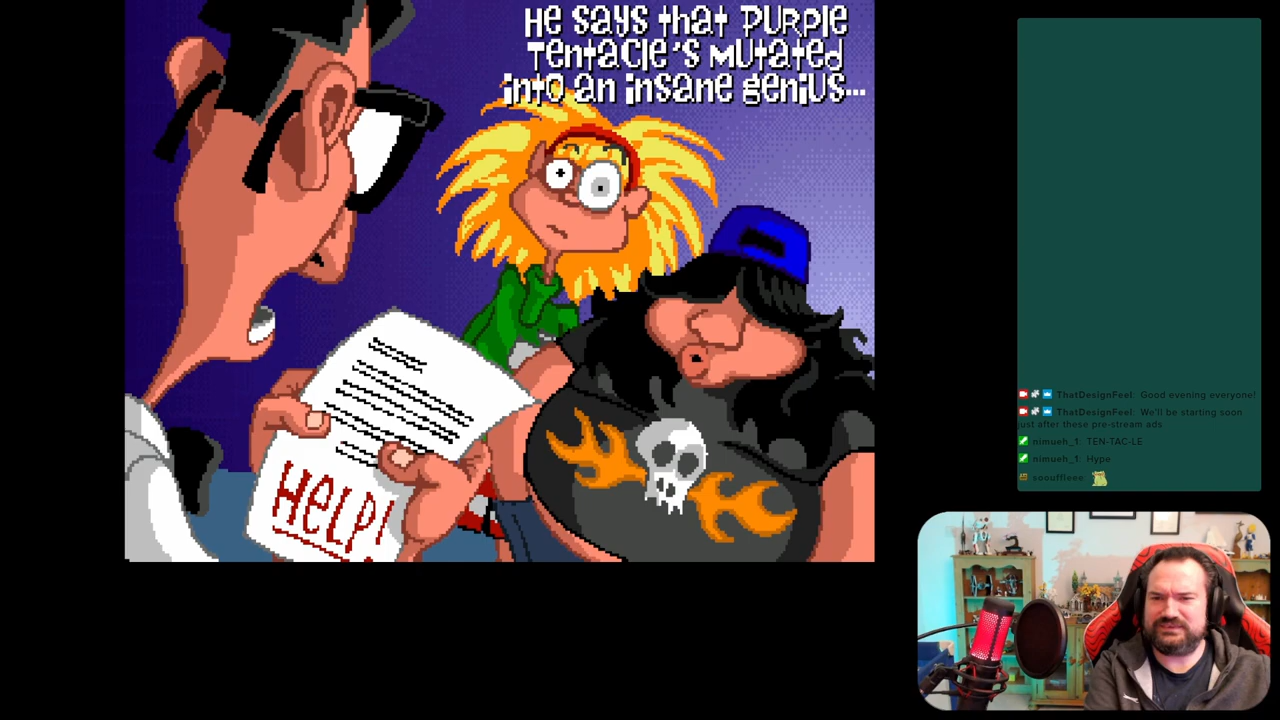 He says that Purple
Tentacle's mutated
into an insane genius...
HELP!
ThatDesignFeel: Good evening everyone!
ThatDesignFeel: We'll be starting soon
just after these pre-stream ads
nimueh_1: TEN-TAC-LE
nimueh_1: Hype
soouffleee: